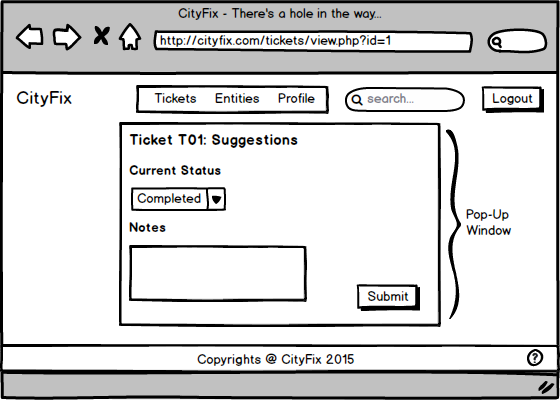 CityFix - There's a hole in the way...
http://cityfix.com/tickets/view.php?id=1
CityFix
Tickets Entities Profile
search...
Logout
Ticket T01: Suggestions
Current Status
Completed
Notes
Submit
Pop-Up
Window
Copyrights @ CityFix 2015
?